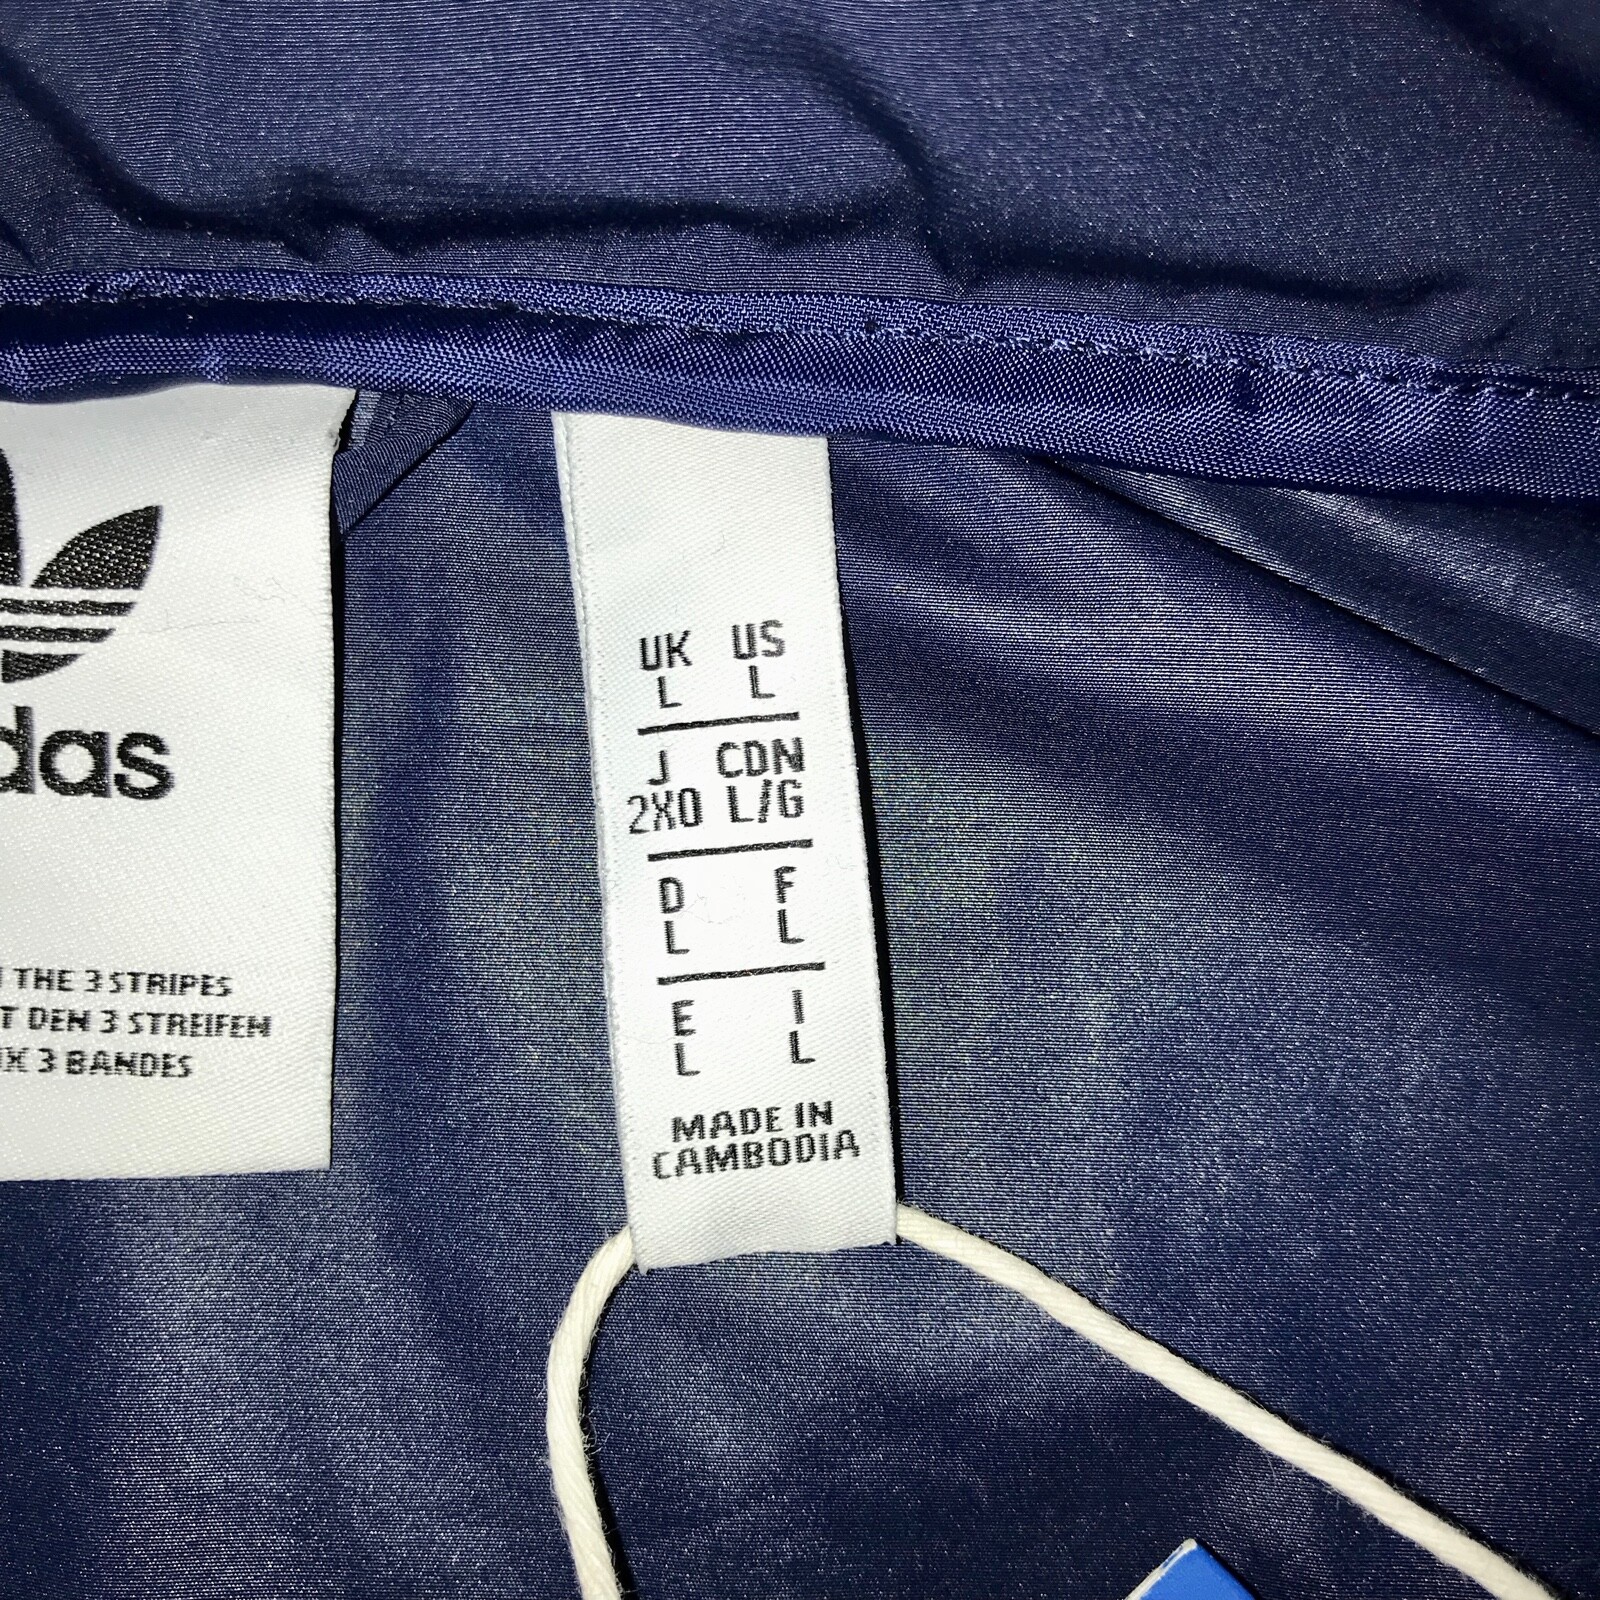 das
THE 3 STRIPES
DEN 3 STREIFEN
3 BANDES
UK US
L L
J CDN
2XO L/G
D F
L L
E I
L L
MADE IN
CAMBODIA